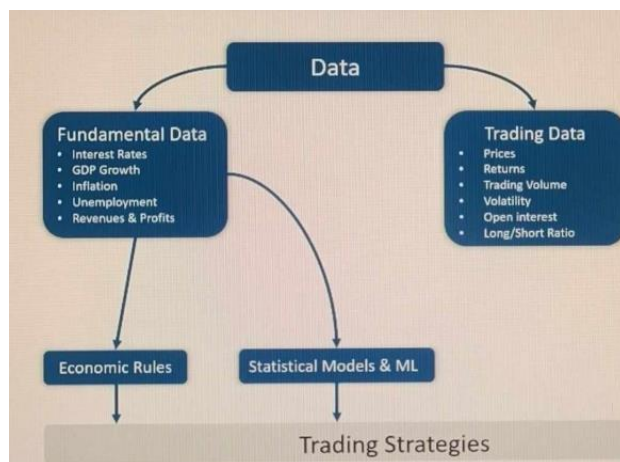 Data
Fundamental Data
• Interest Rates
• GDP Growth
• Inflation
• Unemployment
• Revenues & Profits
Trading Data
• Prices
• Returns
• Trading Volume
• Volatility
• Open interest
• Long/Short Ratio
Economic Rules
Statistical Models & ML
Trading Strategies